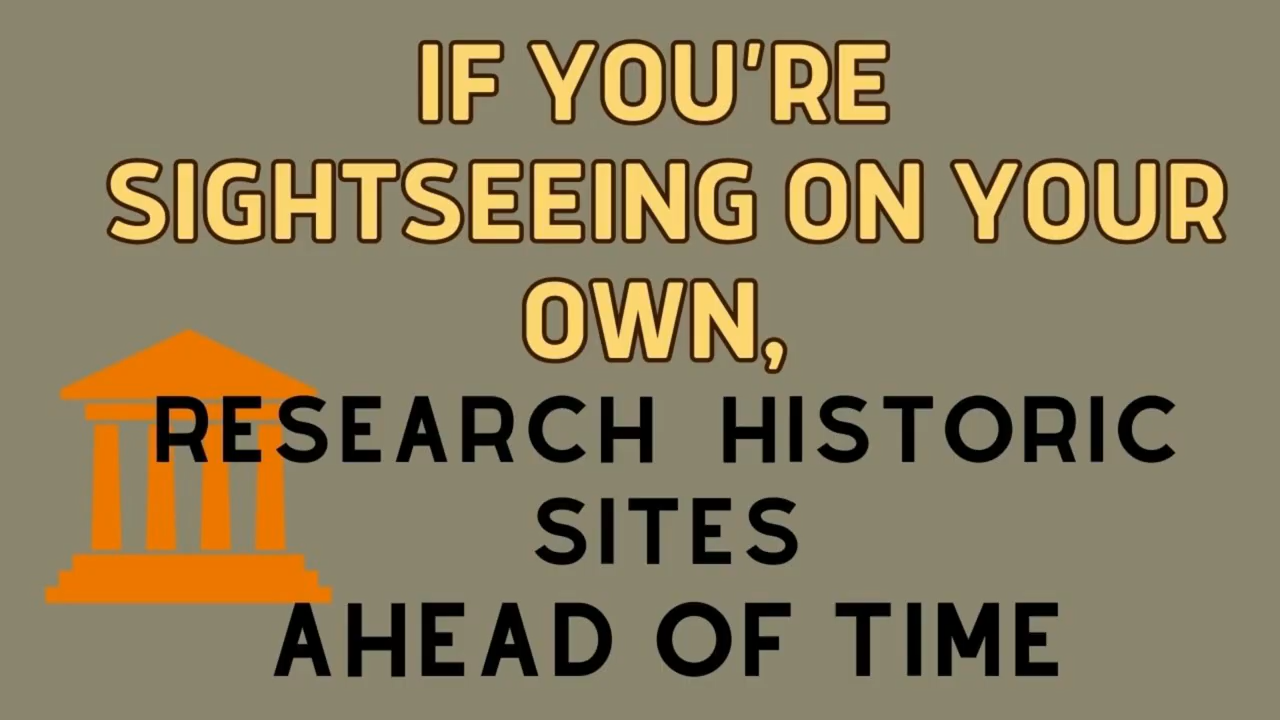 IF YOU'RE
SIGHTSEEING ON YOUR
OWN,
RESEARCH HISTORIC
SITES
AHEAD OF TIME